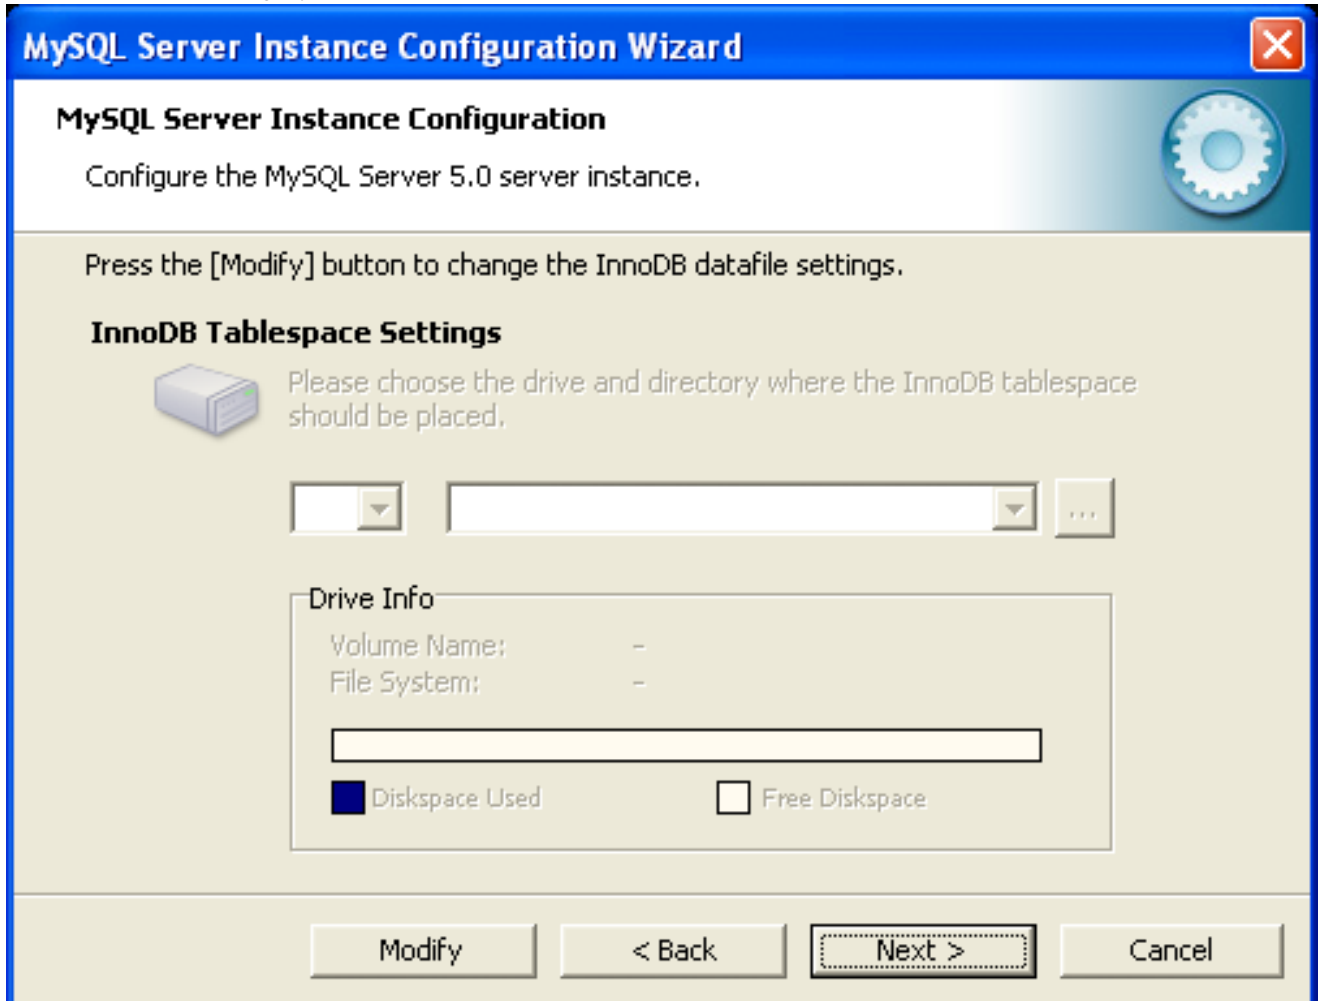 MySQL Server Instance Configuration Wizard
MySQL Server Instance Configuration
Configure the MySQL Server 5.0 server instance.
Press the [Modify] button to change the InnoDB datafile settings.
InnoDB Tablespace Settings
Please choose the drive and directory where the InnoDB tablespace
should be placed.
...
Drive Info
Volume Name: -
File System: -
Diskspace Used Free Diskspace
Modify < Back Next > Cancel